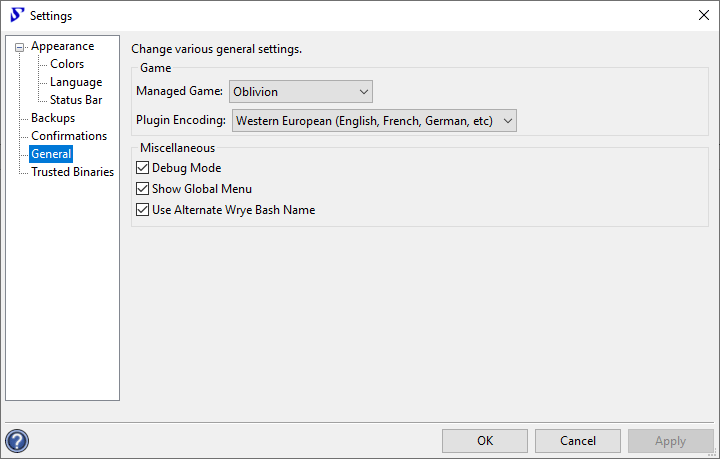 Settings
Appearance
Colors
Language
Status Bar
Backups
Confirmations
General
Trusted Binaries
Change various general settings.
Game
Managed Game: Oblivion
Plugin Encoding: Western European (English, French, German, etc)
Miscellaneous
Debug Mode
Show Global Menu
Use Alternate Wrye Bash Name
? OK Cancel Apply